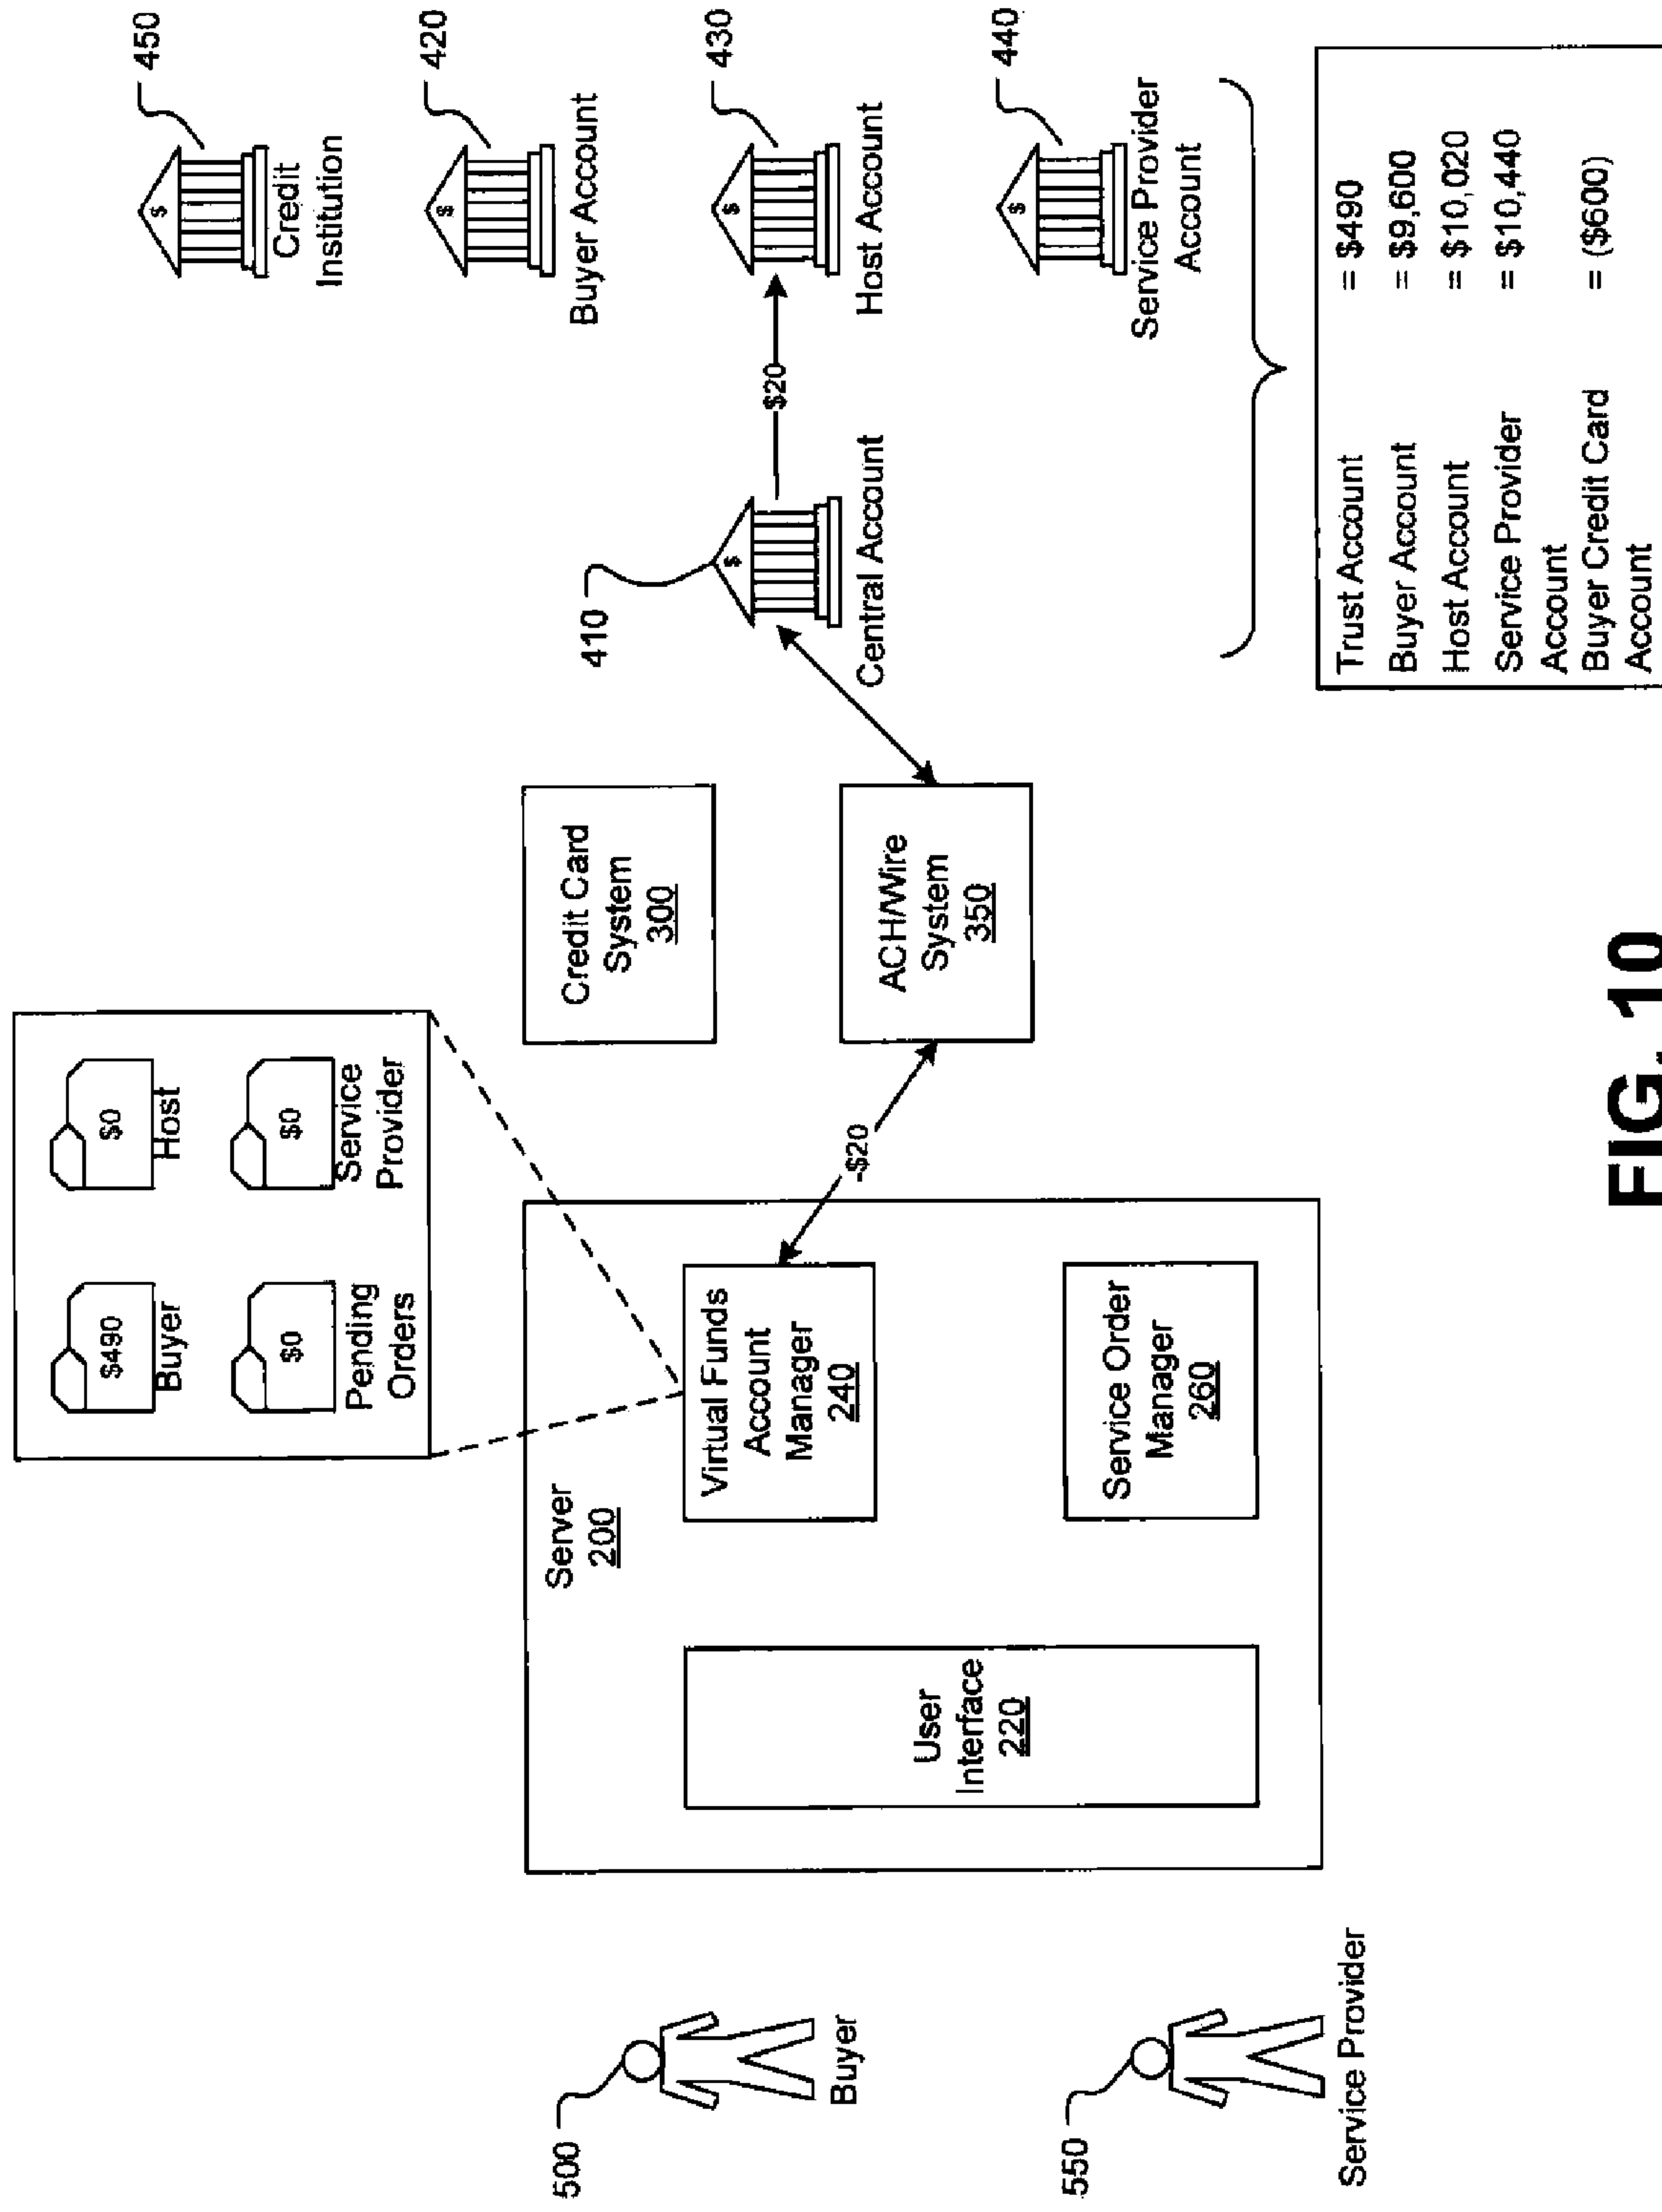 $490
Buyer
$0
Host
$0
Pending
Orders
$0
Service
Provider
500
Buyer
550
Service Provider
Server
200
User
Interface
220
Virtual Funds
Account
Manager
240
Service Order
Manager
260
-$20
Credit Card
System
300
ACH/Wire
System
350
410
$
Central Account
$20
450
$
Credit
Institution
420
$
Buyer Account
430
$
Host Account
440
$
Service Provider
Account
Trust Account = $490
Buyer Account = $9,600
Host Account = $10,020
Service Provider = $10,440
Account
Buyer Credit Card = ($600)
Account
FIG. 10